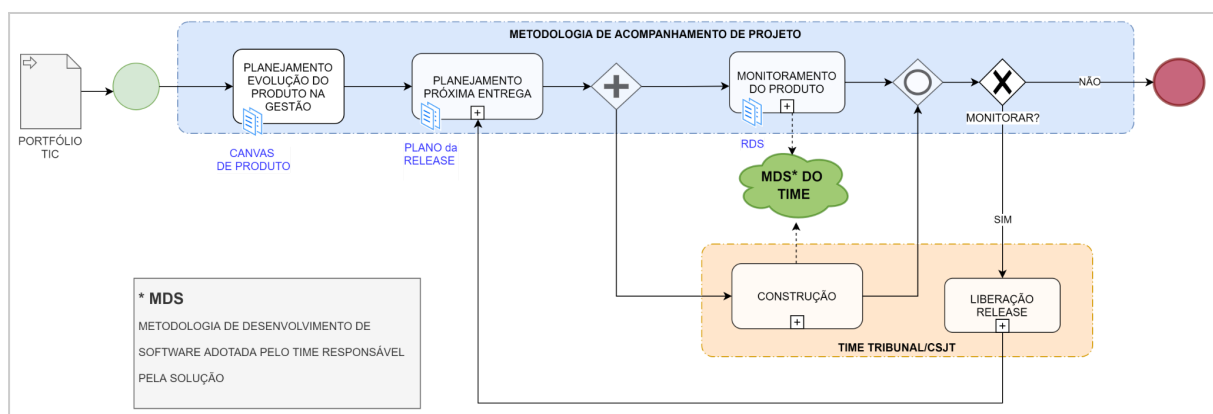 METODOLOGIA DE ACOMPANHAMENTO DE PROJETO
PORTFÓLIO
TIC
PLANEJAMENTO
EVOLUÇÃO DO
PRODUTO NA
GESTÃO
CANVAS
DE PRODUTO
PLANEJAMENTO
PRÓXIMA ENTREGA
PLANO da
RELEASE
MONITORAMENTO
DO PRODUTO
RDS
NÃO
MONITORAR?
MDS* DO
TIME
SIM
CONSTRUÇÃO
LIBERAÇÃO
RELEASE
TIME TRIBUNAL/CSJT
* MDS
METODOLOGIA DE DESENVOLVIMENTO DE
SOFTWARE ADOTADA PELO TIME RESPONSÁVEL
PELA SOLUÇÃO